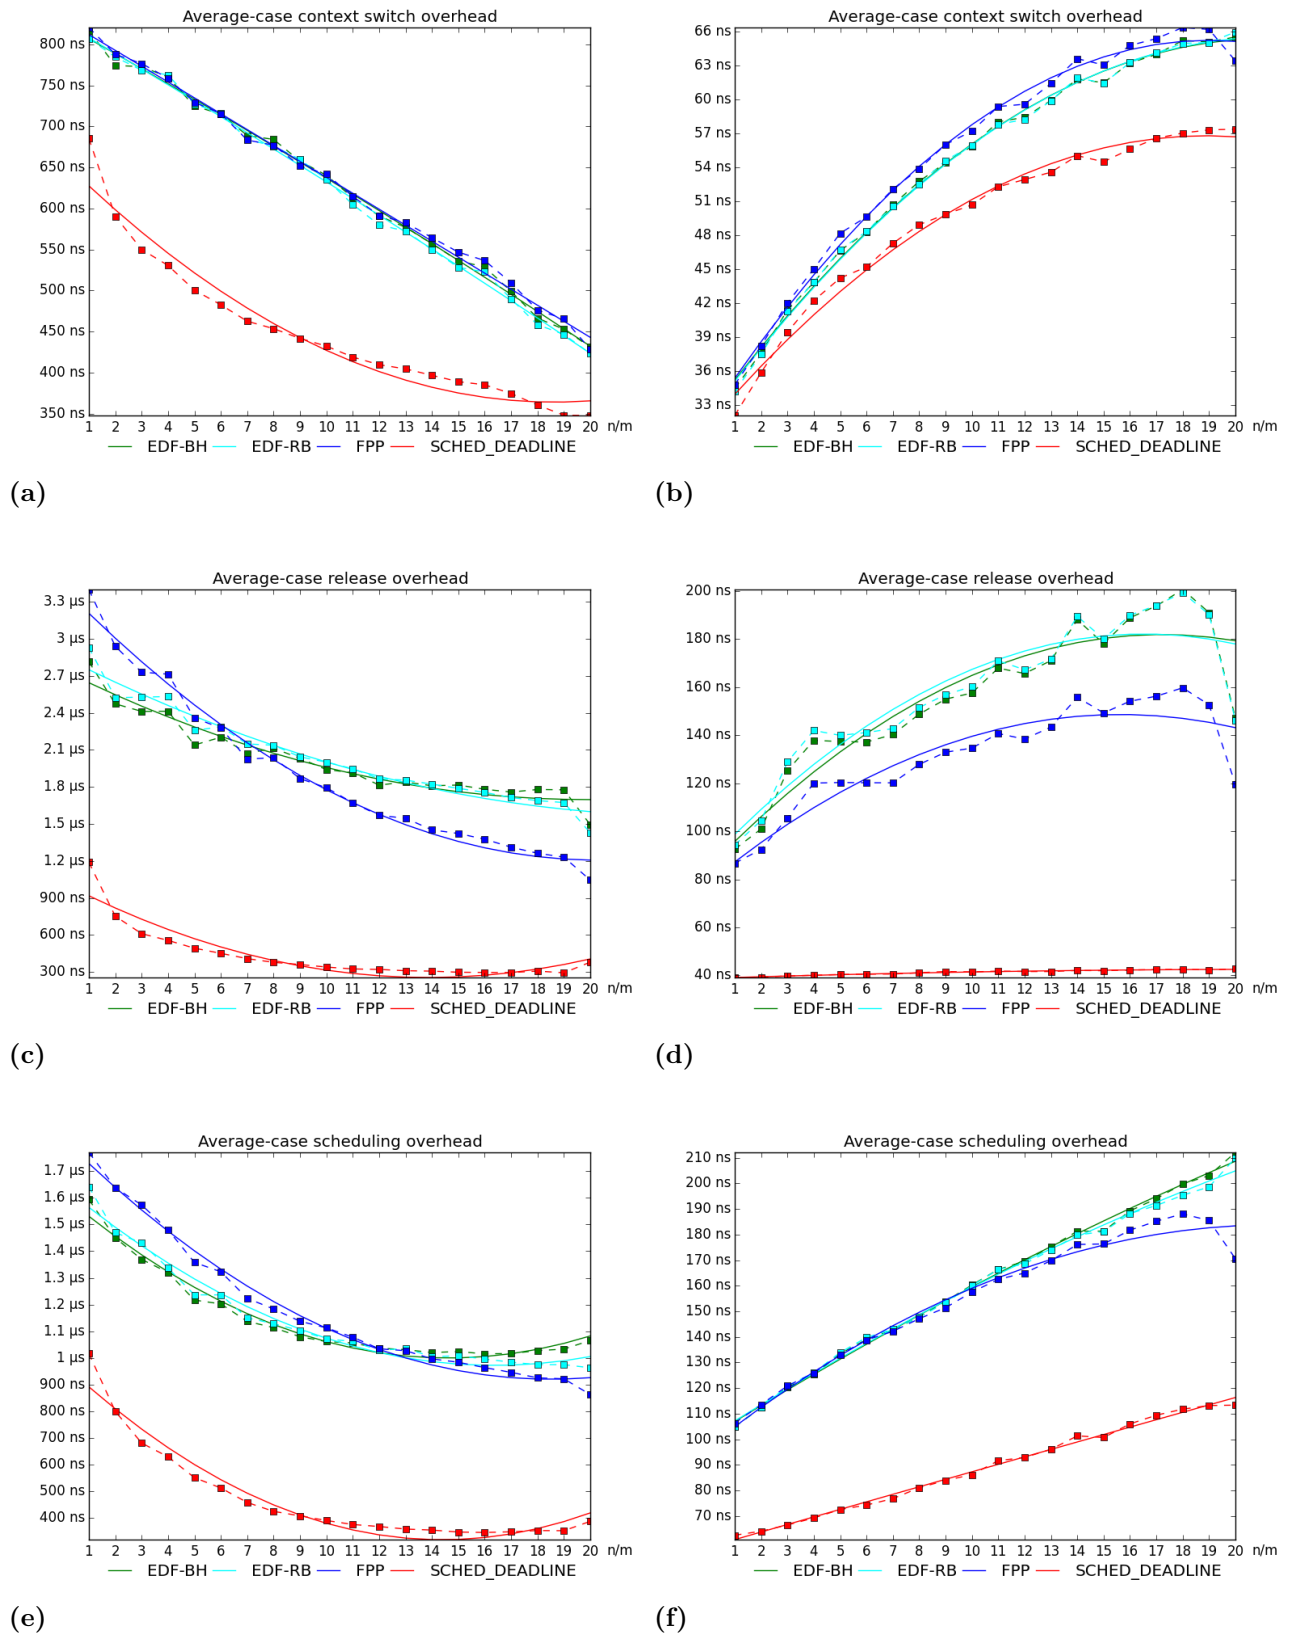 Average-case context switch overhead
800 ns
750 ns
700 ns
650 ns
600 ns
550 ns
500 ns
450 ns
400 ns
350 ns
1 2 3 4 5 6 7 8 9 10 11 12 13 14 15 16 17 18 19 20 n/m
EDF-BH EDF-RB FPP SCHED_DEADLINE
(a)
Average-case context switch overhead
66 ns
63 ns
60 ns
57 ns
54 ns
51 ns
48 ns
45 ns
42 ns
39 ns
36 ns
33 ns
1 2 3 4 5 6 7 8 9 10 11 12 13 14 15 16 17 18 19 20 n/m
EDF-BH EDF-RB FPP SCHED_DEADLINE
(b)
Average-case release overhead
3.3 µs
3 µs
2.7 µs
2.4 µs
2.1 µs
1.8 µs
1.5 µs
1.2 µs
900 ns
600 ns
300 ns
1 2 3 4 5 6 7 8 9 10 11 12 13 14 15 16 17 18 19 20 n/m
EDF-BH EDF-RB FPP SCHED_DEADLINE
(c)
Average-case release overhead
200 ns
180 ns
160 ns
140 ns
120 ns
100 ns
80 ns
60 ns
40 ns
1 2 3 4 5 6 7 8 9 10 11 12 13 14 15 16 17 18 19 20 n/m
EDF-BH EDF-RB FPP SCHED_DEADLINE
(d)
Average-case scheduling overhead
1.7 µs
1.6 µs
1.5 µs
1.4 µs
1.3 µs
1.2 µs
1.1 µs
1 µs
900 ns
800 ns
700 ns
600 ns
500 ns
400 ns
1 2 3 4 5 6 7 8 9 10 11 12 13 14 15 16 17 18 19 20 n/m
EDF-BH EDF-RB FPP SCHED_DEADLINE
(e)
Average-case scheduling overhead
210 ns
200 ns
190 ns
180 ns
170 ns
160 ns
150 ns
140 ns
130 ns
120 ns
110 ns
100 ns
90 ns
80 ns
70 ns
1 2 3 4 5 6 7 8 9 10 11 12 13 14 15 16 17 18 19 20 n/m
EDF-BH EDF-RB FPP SCHED_DEADLINE
(f)